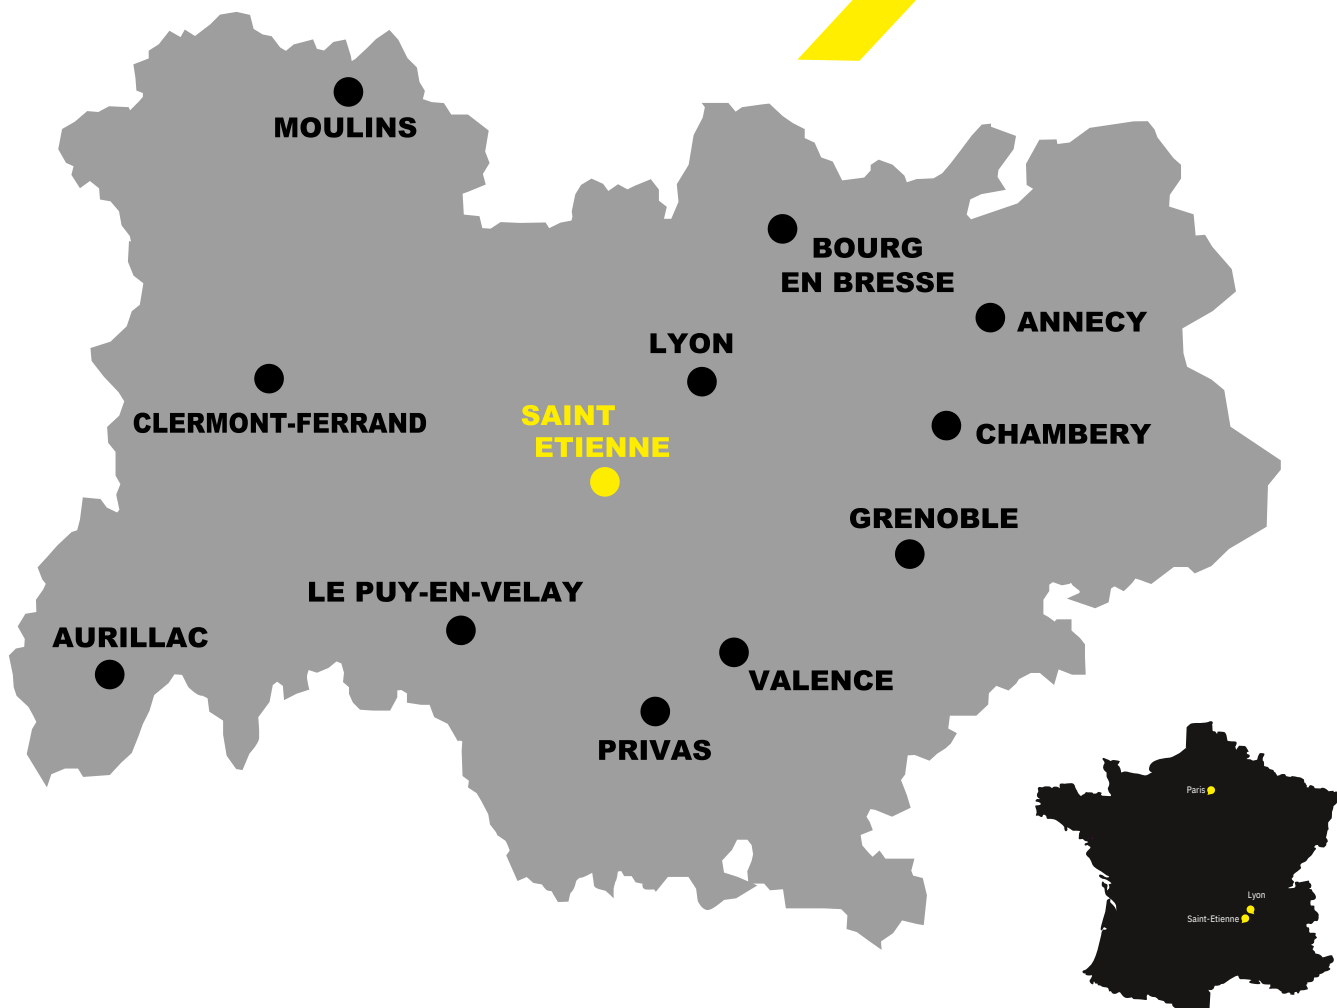 MOULINS
BOURG
EN BRESSE
ANNECY
LYON
CLERMONT-FERRAND
SAINT
ETIENNE
CHAMBERY
GRENOBLE
LE PUY-EN-VELAY
AURILLAC
VALENCE
PRIVAS
Paris
Lyon
Saint-Etienne